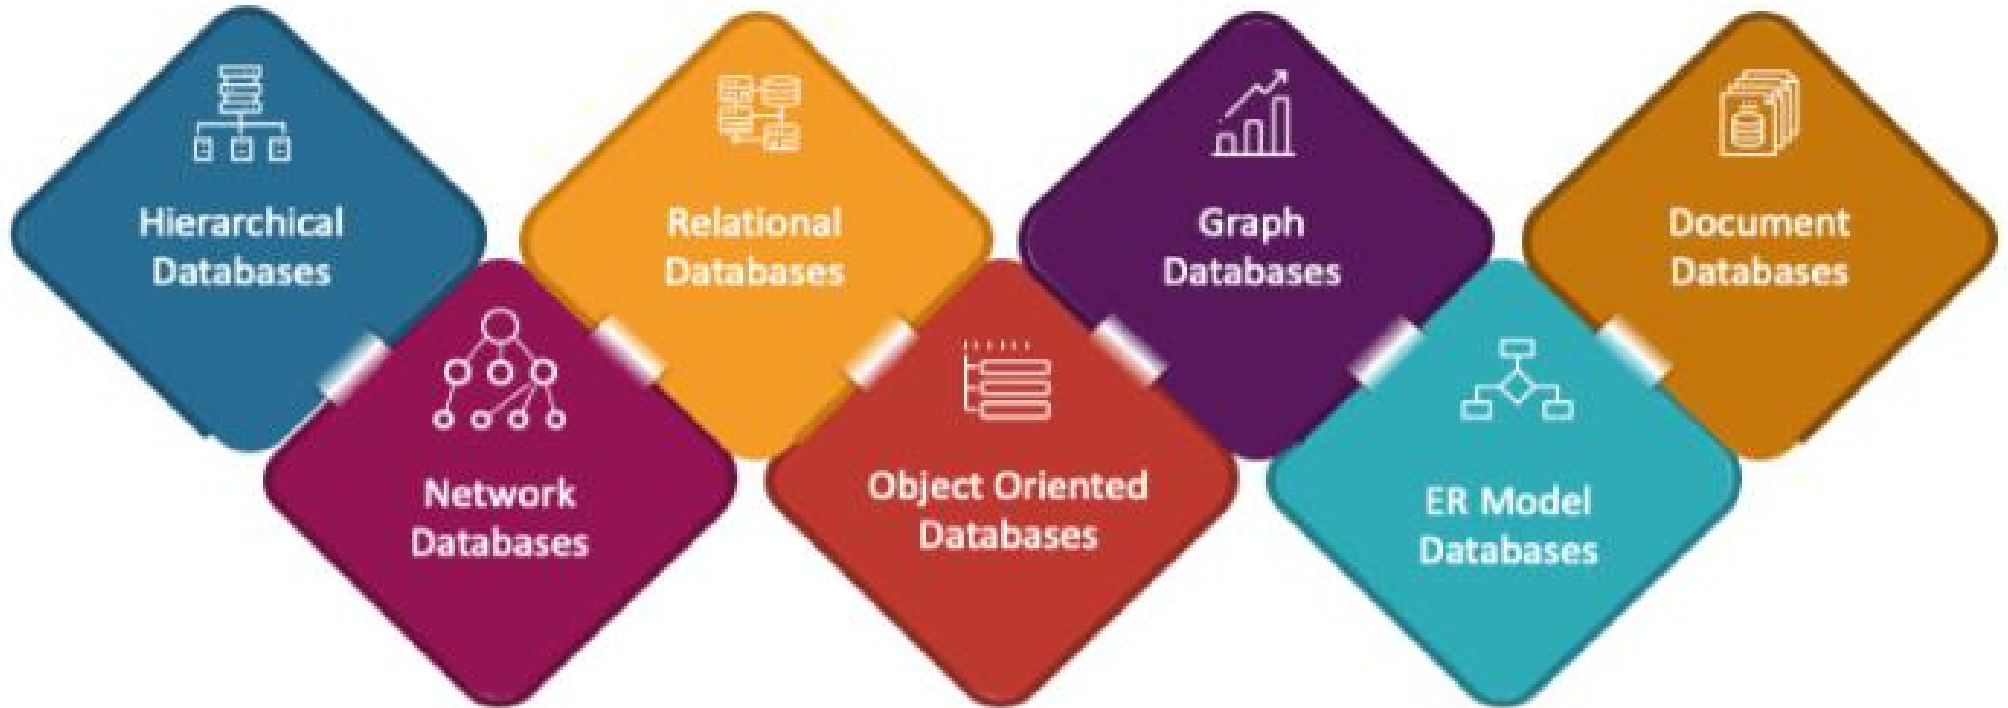 Hierarchical
Databases
Network
Databases
Relational
Databases
Object Oriented
Databases
Graph
Databases
ER Model
Databases
Document
Databases